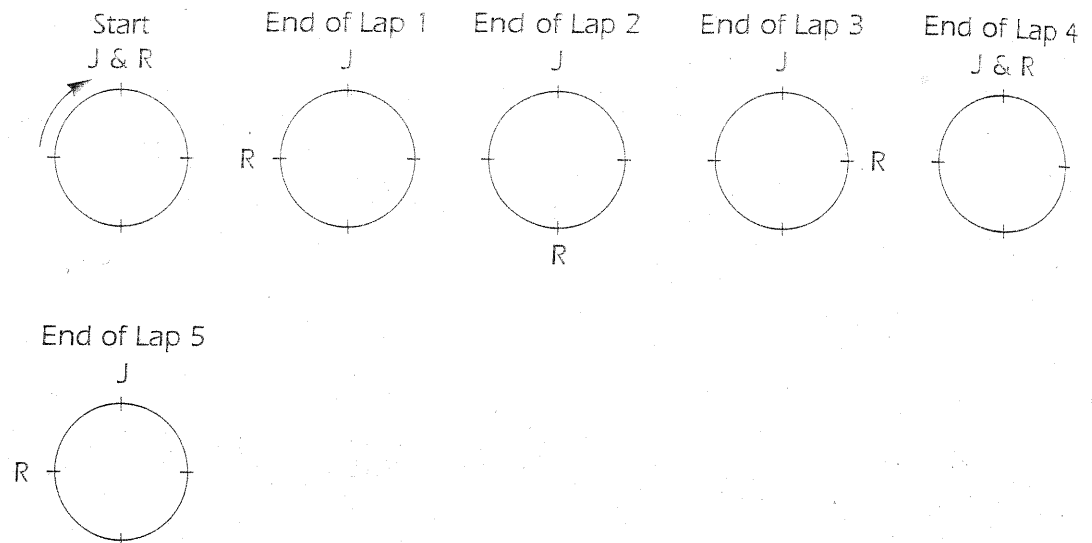 Start
J & R
End of Lap 1
J
R
End of Lap 2
J
R
End of Lap 3
J
R
End of Lap 4
J & R
End of Lap 5
J
R